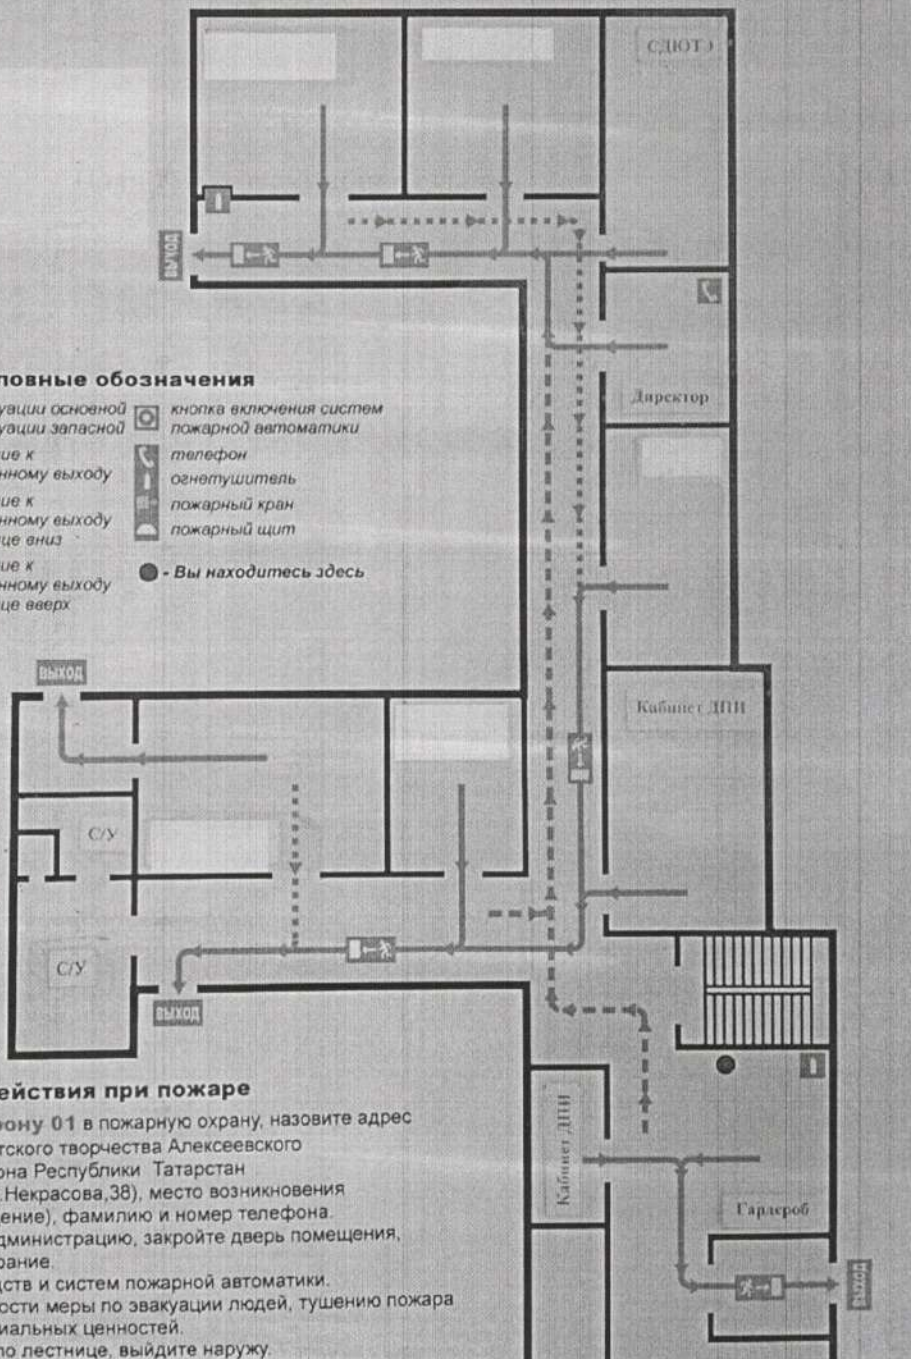 СДЮТЭ
ВЫХОД
Директор
ловные обозначения
уации основной
уации запасной
ие к
нному выходу
ие к
нному выходу
це вниз
ие к
нному выходу
це вверх
кнопка включения систем
пожарной автоматики
телефон
огнетушитель
пожарный кран
пожарный щит
- Вы находитесь здесь
ВЫХОД
Кабинет ДПИ
С/У
С/У
ВЫХОД
ействия при пожаре
ону 01 в пожарную охрану, назовите адрес
тского творчества Алексеевского
она Республики Татарстан
.Некрасова,38), место возникновения
ение), фамилию и номер телефона.
дминистрацию, закройте дверь помещения,
рание.
дств и систем пожарной автоматики.
ости меры по эвакуации людей, тушению пожара
иальных ценностей.
по лестнице, выйдите наружу.
Кабинет ДПИ
Гардероб
ВЫХОД